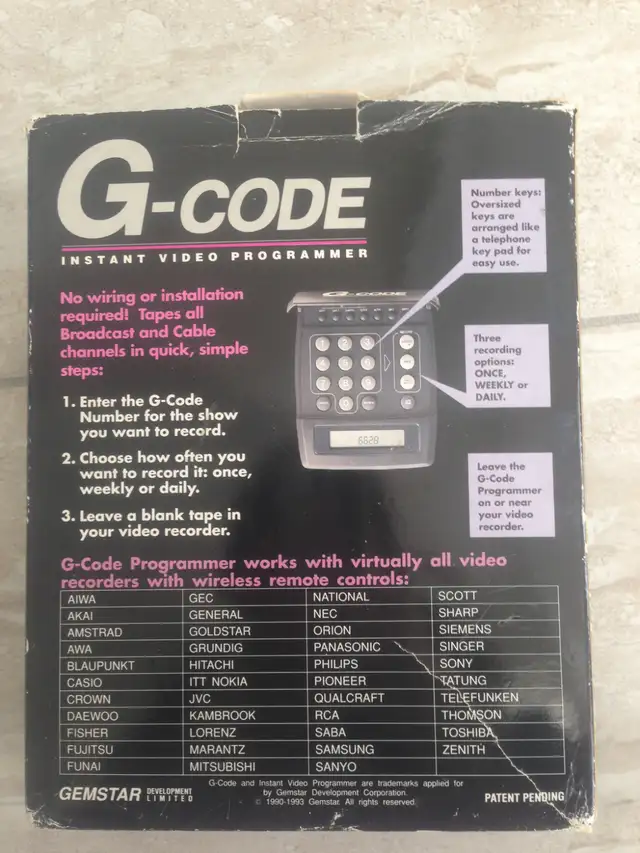 G-CODE
INSTANT VIDEO PROGRAMMER
No wiring or installation
required! Tapes all
Broadcast and Cable
channels in quick, simple
steps:
1. Enter the G-Code
Number for the show
you want to record.
2. Choose how often you
want to record it: once,
weekly or daily.
3. Leave a blank tape in
your video recorder.
G-CODE
6628
Number keys:
Oversized
keys are
arranged like
a telephone
key pad for
easy use.
Three
recording
options:
ONCE,
WEEKLY or
DAILY.
Leave the
G-Code
Programmer
on or near
your video
recorder.
G-Code Programmer works with virtually all video
recorders with wireless remote controls:
AIWA GEC NATIONAL SCOTT
AKAI GENERAL NEC SHARP
AMSTRAD GOLDSTAR ORION SIEMENS
AWA GRUNDIG PANASONIC SINGER
BLAUPUNKT HITACHI PHILIPS SONY
CASIO ITT NOKIA PIONEER TATUNG
CROWN JVC QUALCRAFT TELEFUNKEN
DAEWOO KAMBROOK RCA THOMSON
FISHER LORENZ SABA TOSHIBA
FUJITSU MARANTZ SAMSUNG ZENITH
FUNAI MITSUBISHI SANYO
GEMSTAR DEVELOPMENT
LIMITED
G-Code and Instant Video Programmer are trademarks applied for
by Gemstar Development Corporation.
© 1990-1993 Gemstar. All rights reserved.
PATENT PENDING